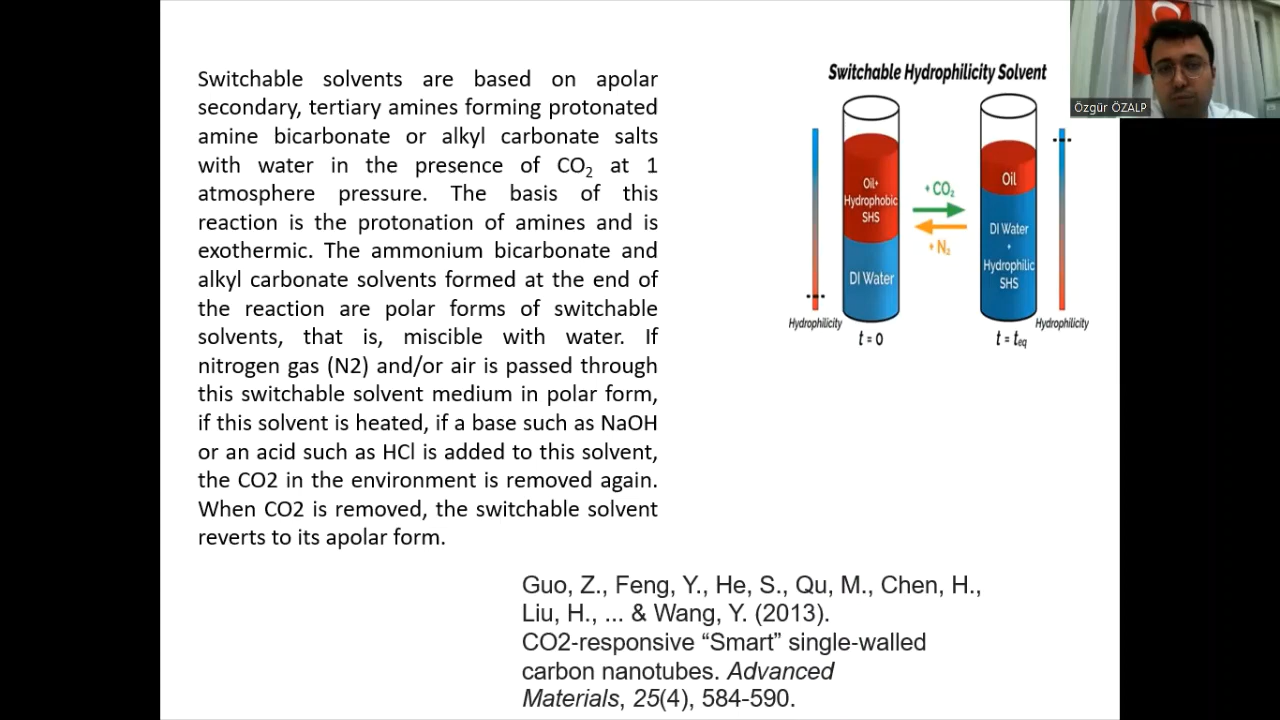 Switchable solvents are based on apolar
secondary, tertiary amines forming protonated
amine bicarbonate or alkyl carbonate salts
with water in the presence of CO₂ at 1
atmosphere pressure. The basis of this
reaction is the protonation of amines and is
exothermic. The ammonium bicarbonate and
alkyl carbonate solvents formed at the end of
the reaction are polar forms of switchable
solvents, that is, miscible with water. If
nitrogen gas (N2) and/or air is passed through
this switchable solvent medium in polar form,
if this solvent is heated, if a base such as NaOH
or an acid such as HCl is added to this solvent,
the CO2 in the environment is removed again.
When CO2 is removed, the switchable solvent
reverts to its apolar form.
Switchable Hydrophilicity Solvent
Oil+
Hydrophobic
SHS
DI Water
Hydrophilicity
t = 0
+ CO₂
+ N₂
Oil
DI Water
+
Hydrophilic
SHS
Hydrophilicity
t = teq
Özgür ÖZALP
Guo, Z., Feng, Y., He, S., Qu, M., Chen, H.,
Liu, H., ... & Wang, Y. (2013).
CO2-responsive “Smart” single-walled
carbon nanotubes. Advanced
Materials, 25(4), 584-590.